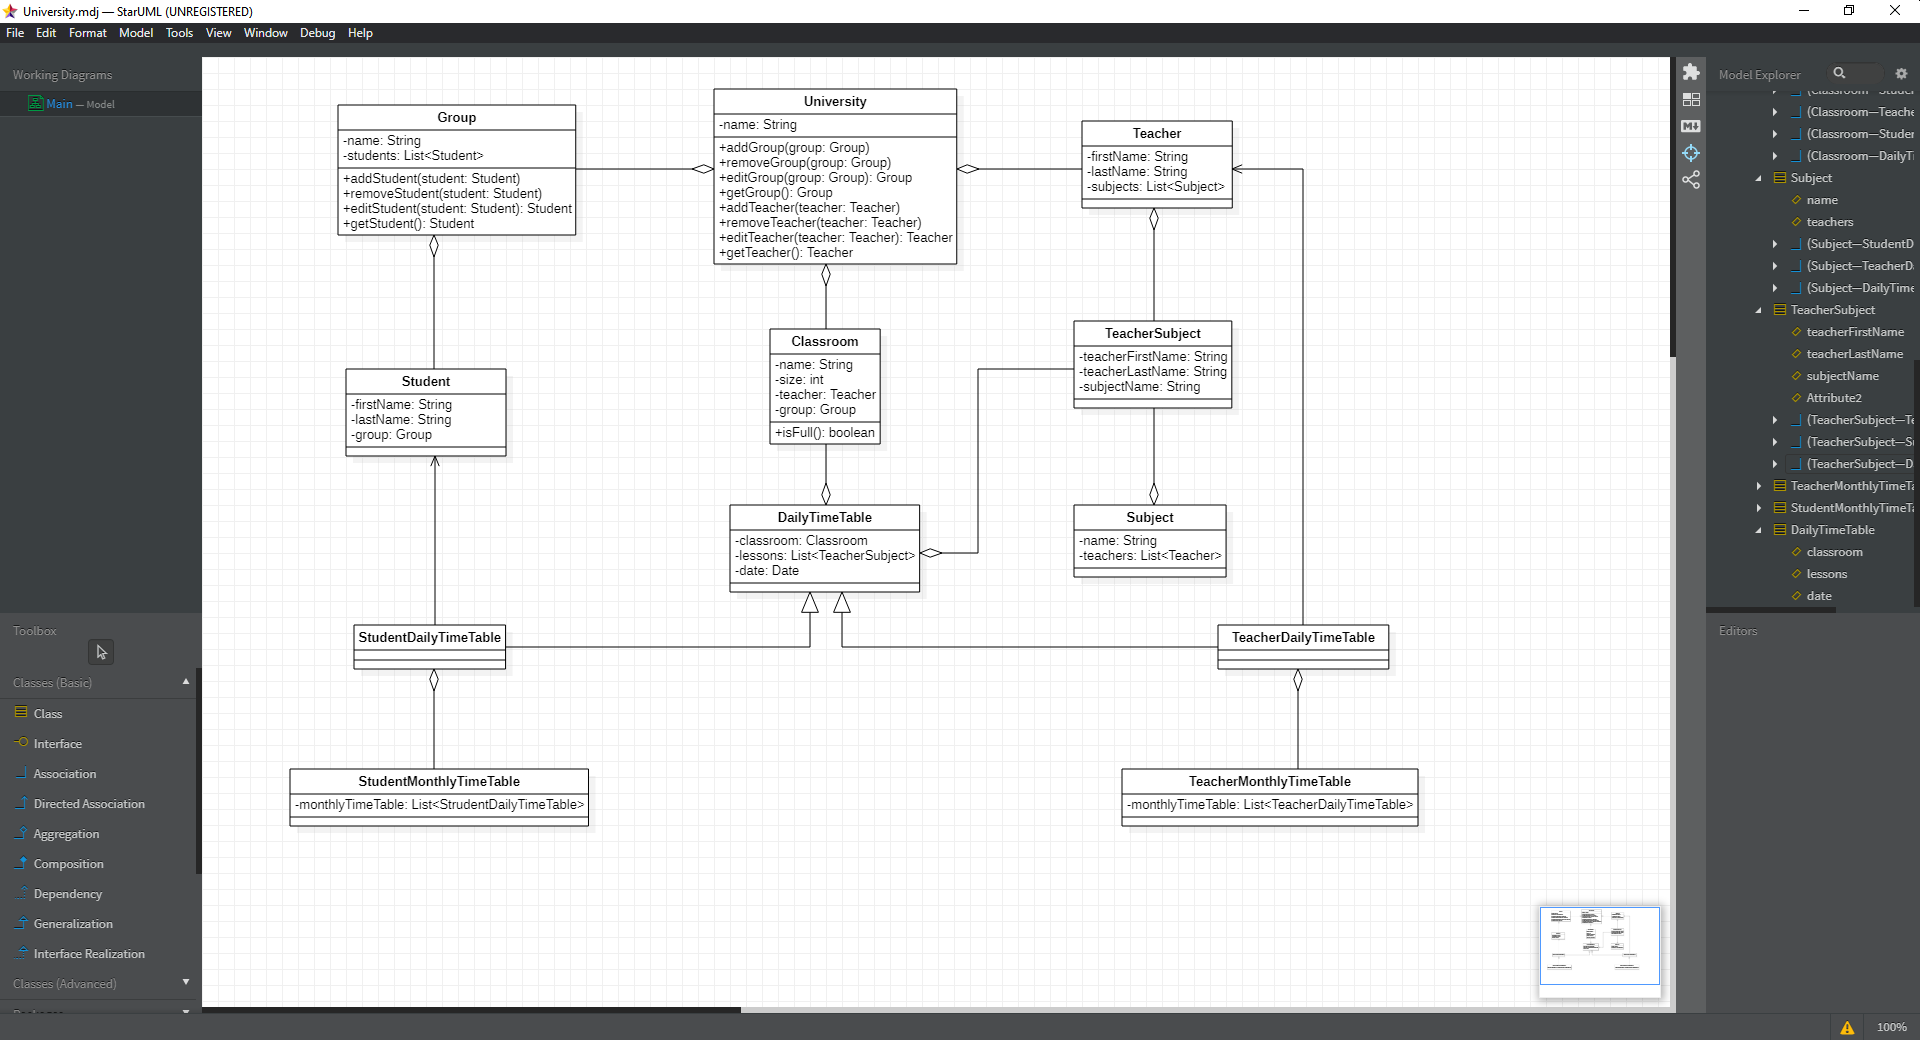 University.mdj — StarUML (UNREGISTERED)
File Edit Format Model Tools View Window Debug Help
Working Diagrams
Main — Model
Toolbox
Classes (Basic)
Class
Interface
Association
Directed Association
Aggregation
Composition
Dependency
Generalization
Interface Realization
Classes (Advanced)
Group
-name: String
-students: List<Student>
+addStudent(student: Student)
+removeStudent(student: Student)
+editStudent(student: Student): Student
+getStudent(): Student
University
-name: String
+addGroup(group: Group)
+removeGroup(group: Group)
+editGroup(group: Group): Group
+getGroup(): Group
+addTeacher(teacher: Teacher)
+removeTeacher(teacher: Teacher)
+editTeacher(teacher: Teacher): Teacher
+getTeacher(): Teacher
Teacher
-firstName: String
-lastName: String
-subjects: List<Subject>
Classroom
-name: String
-size: int
-teacher: Teacher
-group: Group
+isFull(): boolean
TeacherSubject
-teacherFirstName: String
-teacherLastName: String
-subjectName: String
Student
-firstName: String
-lastName: String
-group: Group
DailyTimeTable
-classroom: Classroom
-lessons: List<TeacherSubject>
-date: Date
Subject
-name: String
-teachers: List<Teacher>
StudentDailyTimeTable
TeacherDailyTimeTable
StudentMonthlyTimeTable
-monthlyTimeTable: List<StrudentDailyTimeTable>
TeacherMonthlyTimeTable
-monthlyTimeTable: List<TeacherDailyTimeTable>
Model Explorer
(Classroom—Teache
(Classroom—Studer
(Classroom—DailyTi
Subject
name
teachers
(Subject—StudentD
(Subject—TeacherDa
(Subject—DailyTime
TeacherSubject
teacherFirstName
teacherLastName
subjectName
Attribute2
(TeacherSubject—Te
(TeacherSubject—Su
(TeacherSubject—D
TeacherMonthlyTimeTa
StudentMonthlyTimeTa
DailyTimeTable
classroom
lessons
date
Editors
100%